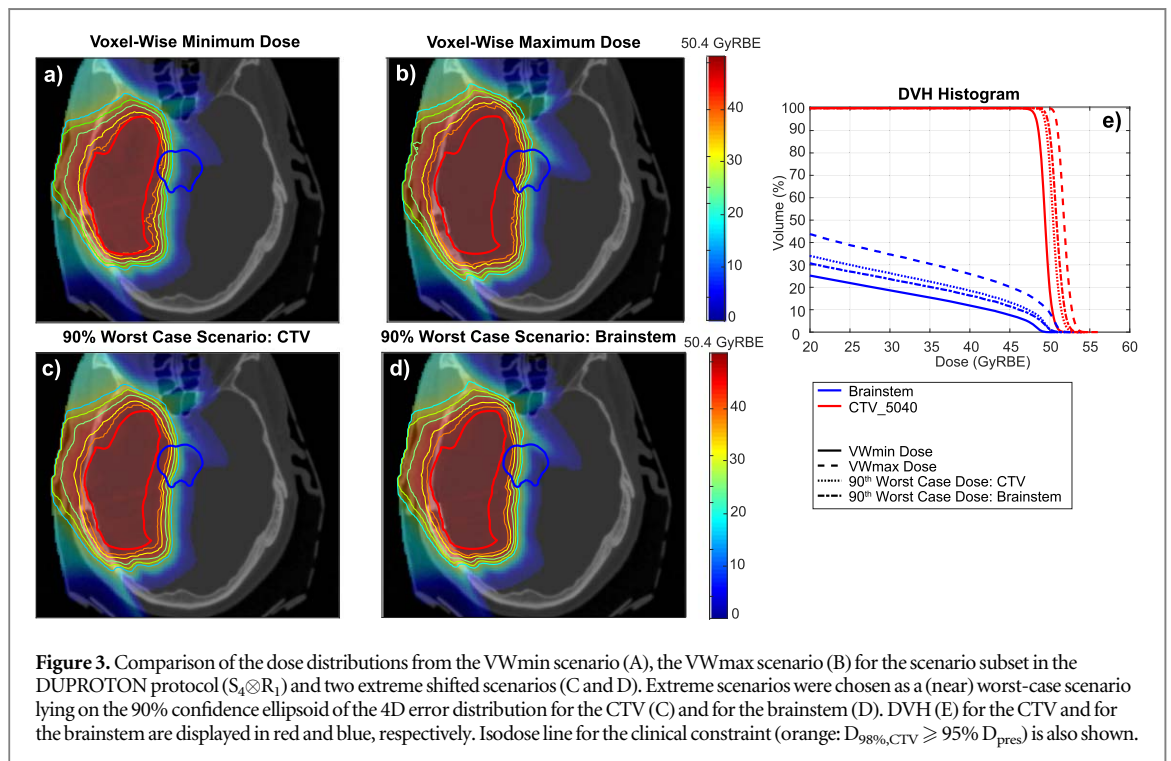 Voxel-Wise Minimum Dose
Voxel-Wise Maximum Dose
50.4 GyRBE
a)
b)
40
30
20
10
0
DVH Histogram
e)
100
90
80
70
60
50
40
30
20
10
0
Volume (%)
20 25 30 35 40 45 50 55 60
Dose (GyRBE)
90% Worst Case Scenario: CTV
90% Worst Case Scenario: Brainstem
50.4 GyRBE
c)
d)
40
30
20
10
0
Brainstem
CTV_5040
VWmin Dose
VWmax Dose
90th Worst Case Dose: CTV
90th Worst Case Dose: Brainstem
Figure 3. Comparison of the dose distributions from the VWmin scenario (A), the VWmax scenario (B) for the scenario subset in the
DUPROTON protocol (S₄⊗R₁) and two extreme shifted scenarios (C and D). Extreme scenarios were chosen as a (near) worst-case scenario
lying on the 90% confidence ellipsoid of the 4D error distribution for the CTV (C) and for the brainstem (D). DVH (E) for the CTV and for
the brainstem are displayed in red and blue, respectively. Isodose line for the clinical constraint (orange: D98%,CTV ⩾ 95% Dpres) is also shown.